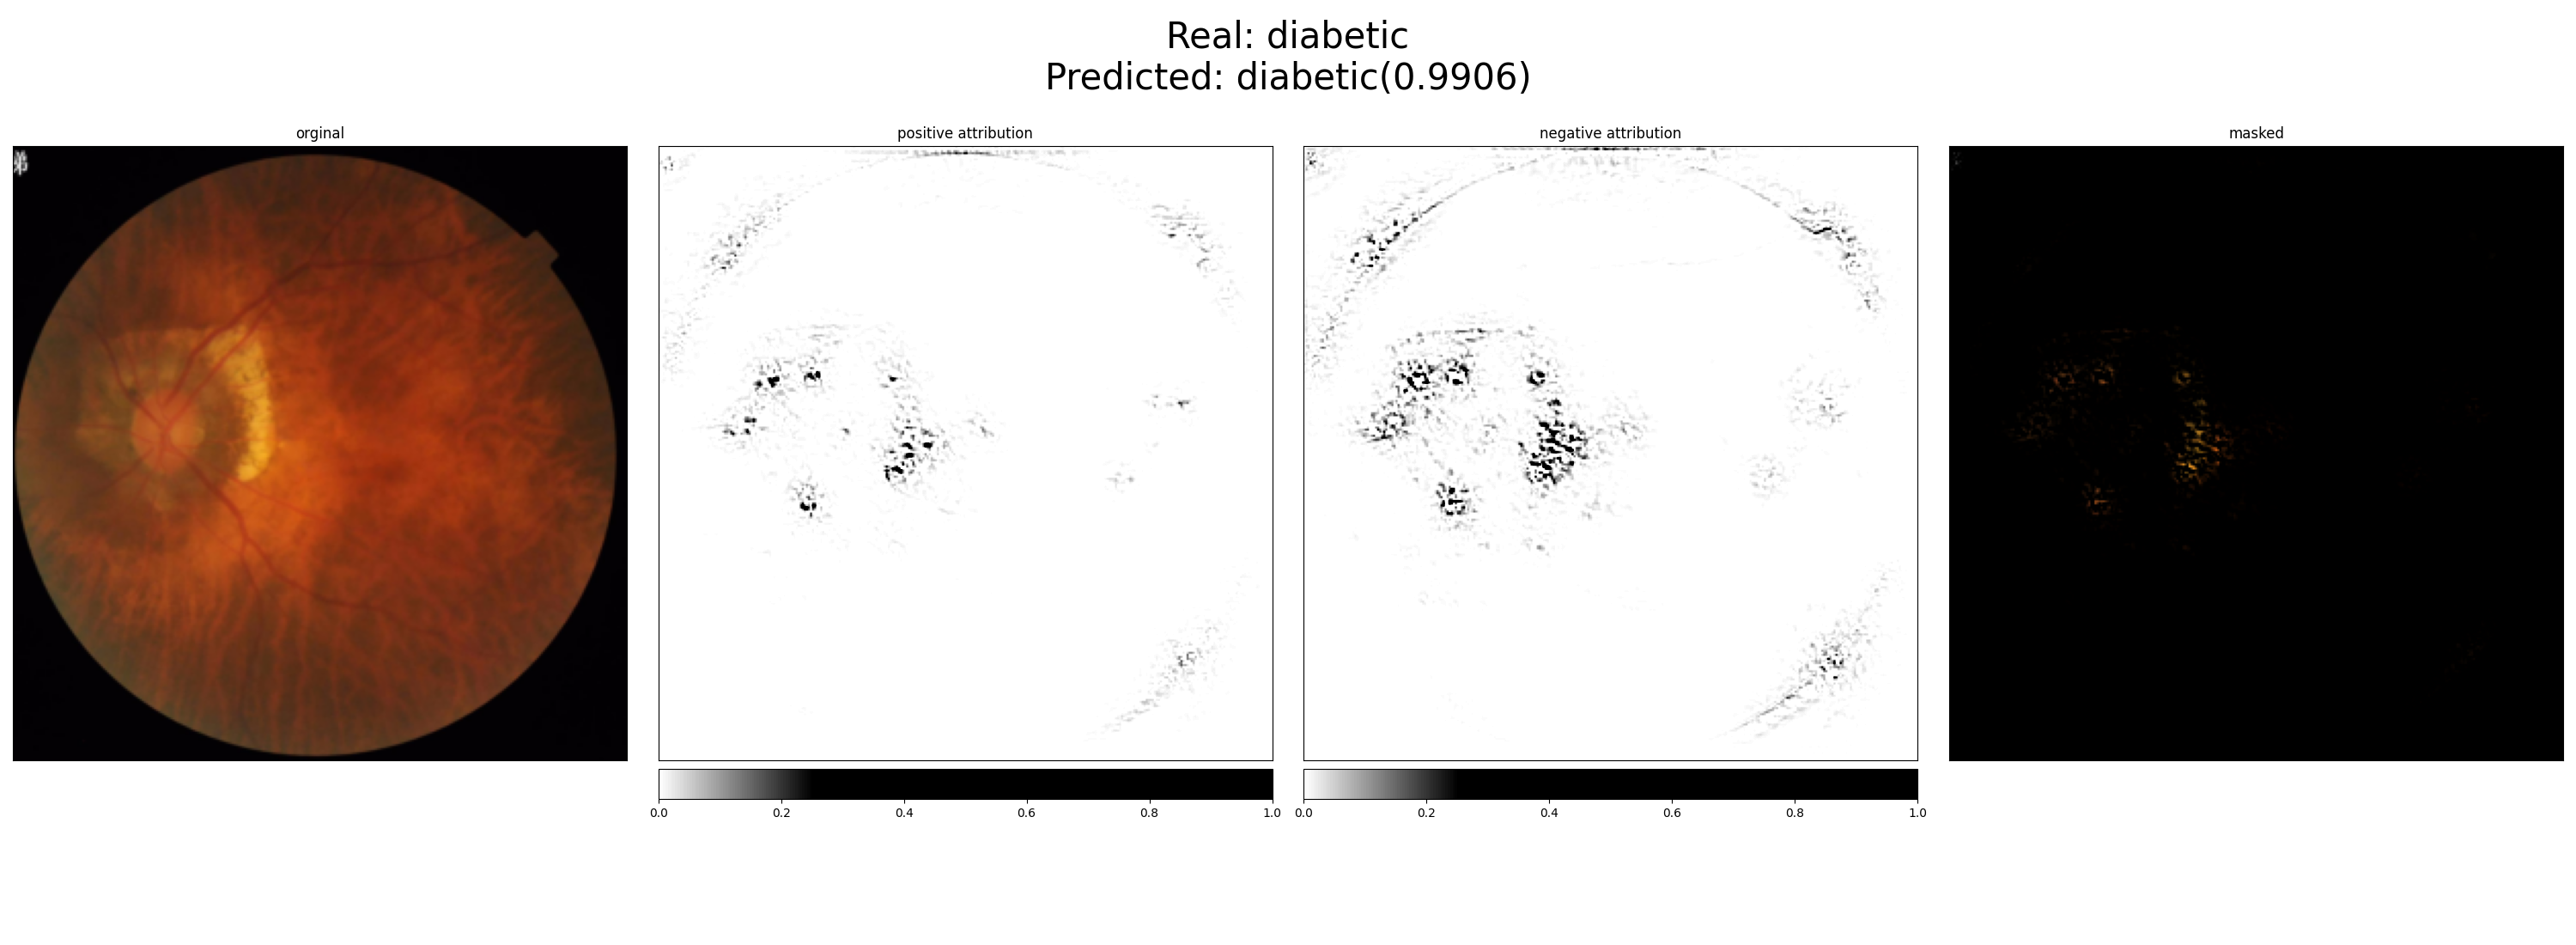 Real: diabetic
Predicted: diabetic(0.9906)
orginal
positive attribution
negative attribution
masked
0.0 0.2 0.4 0.6 0.8 1.0
0.0 0.2 0.4 0.6 0.8 1.0